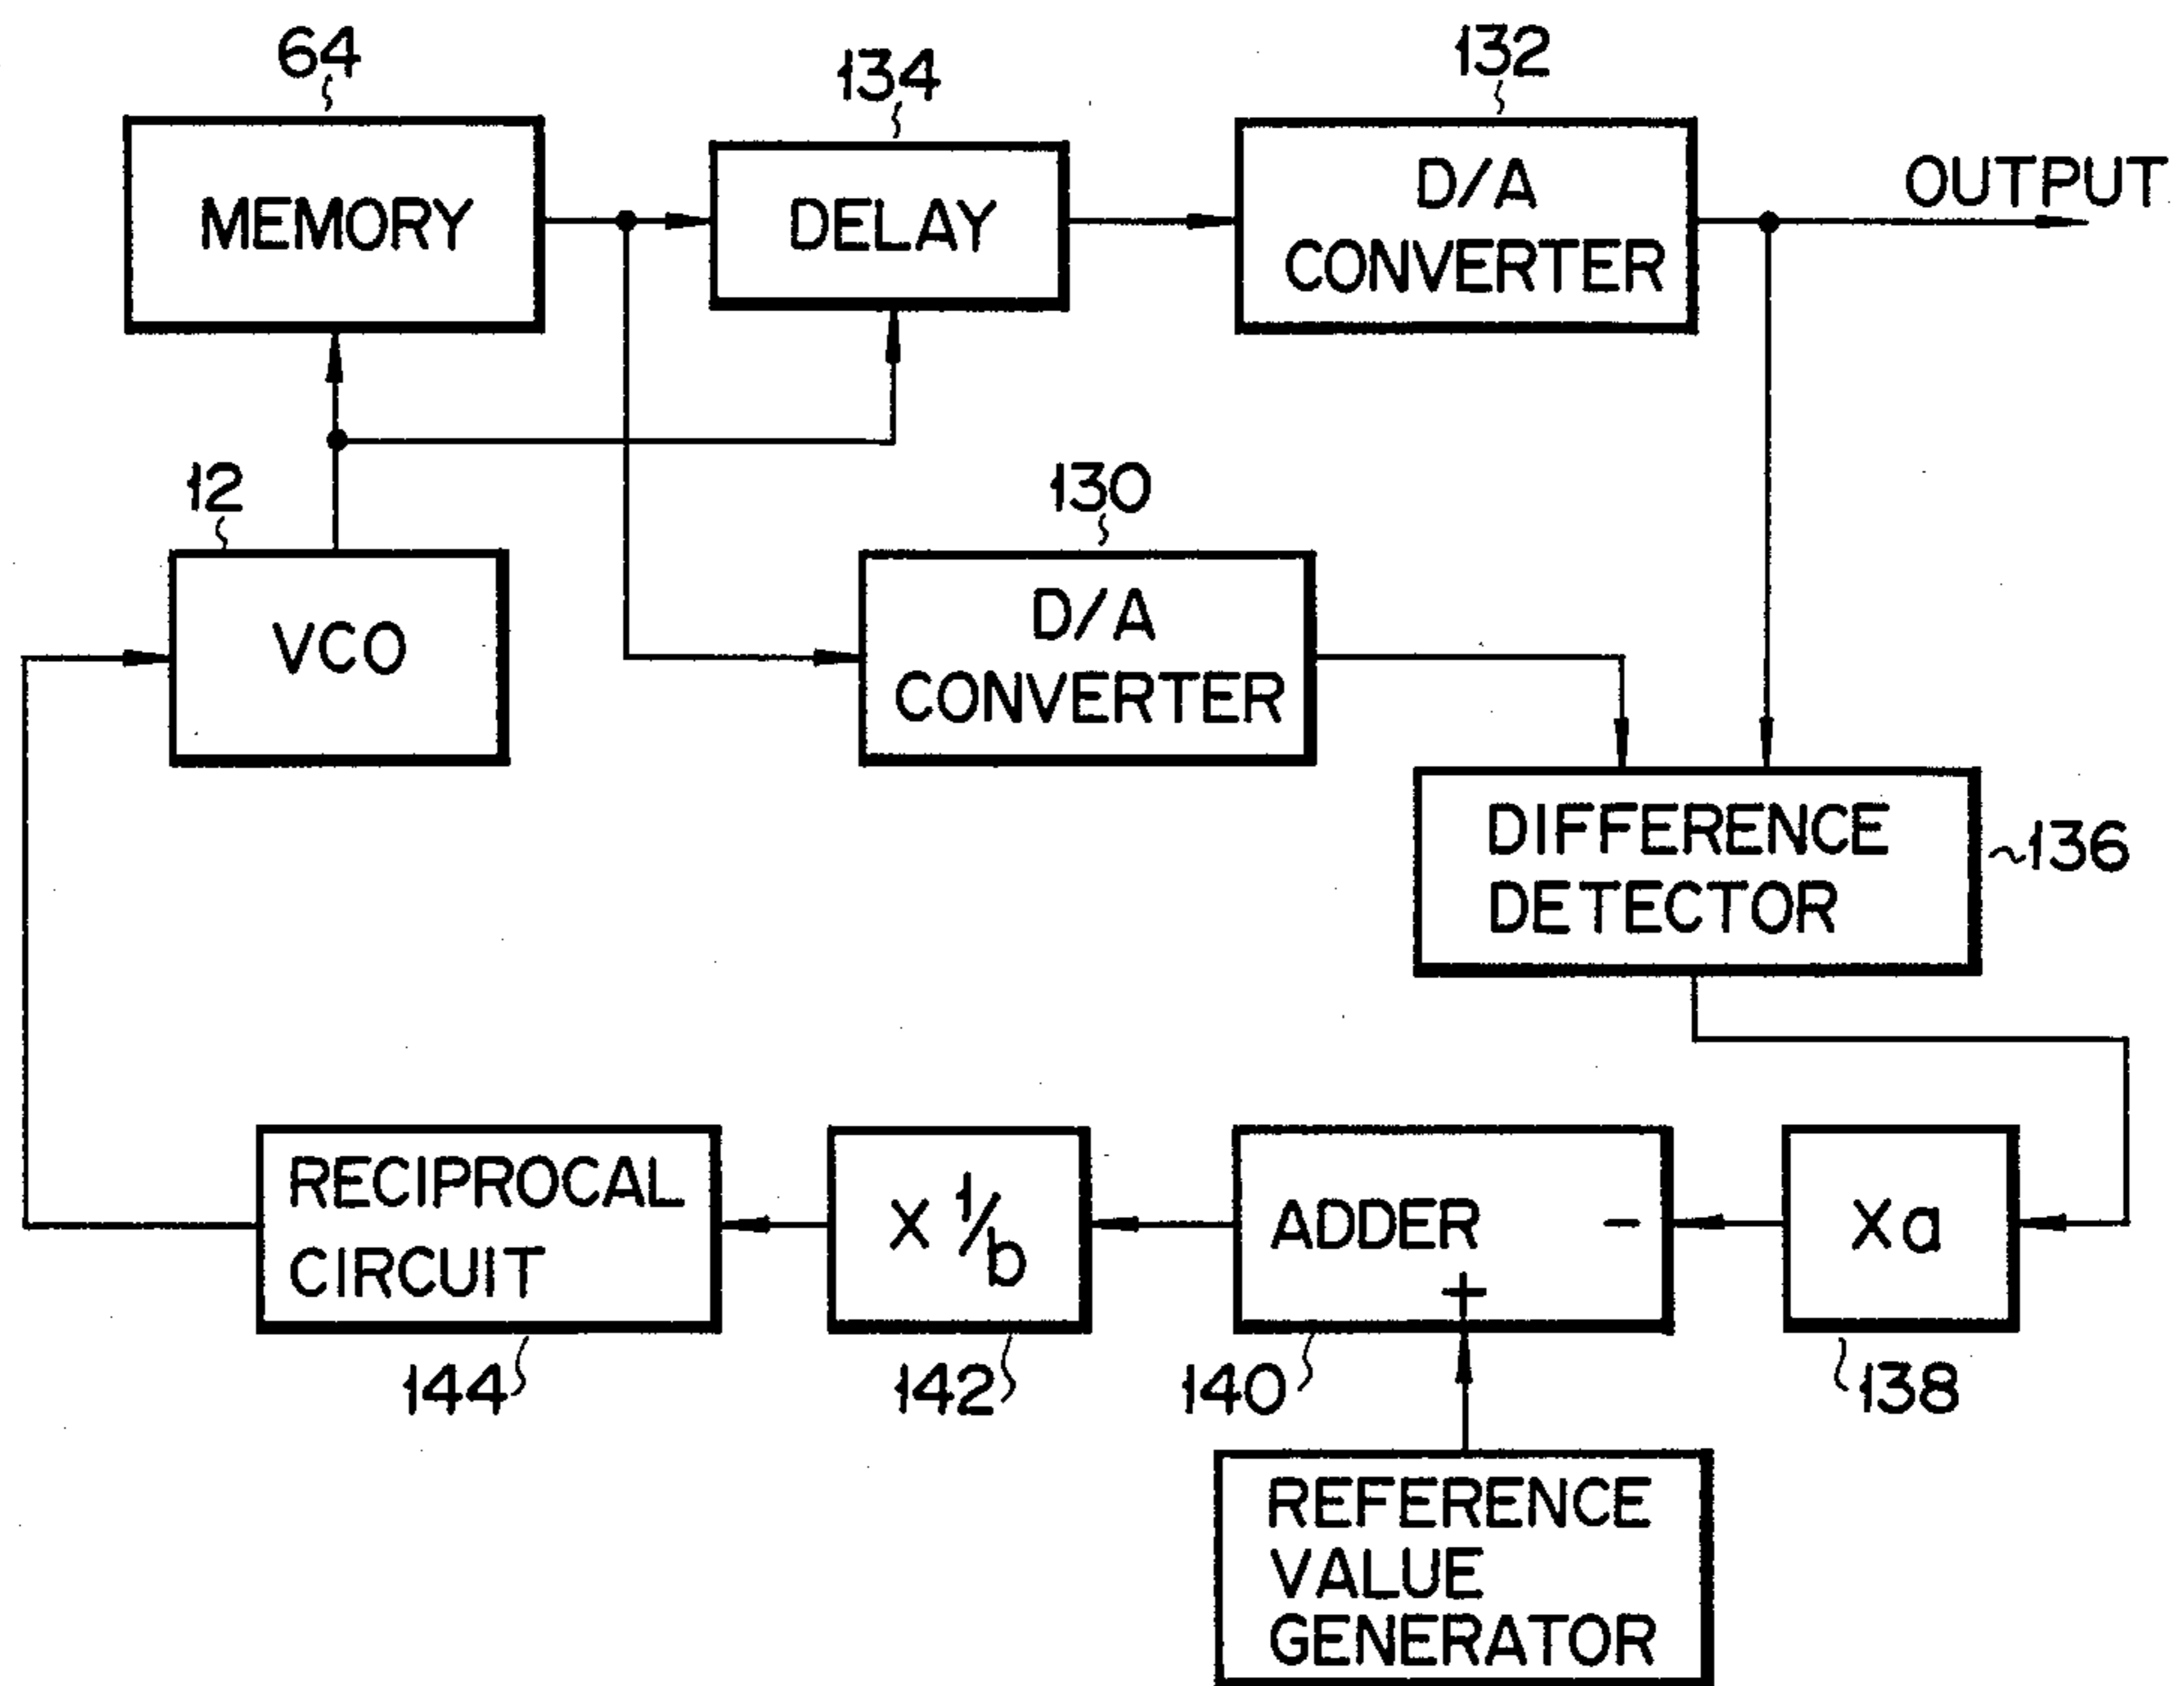 64
134
132
MEMORY
DELAY
D/A
CONVERTER
OUTPUT
12
130
VCO
D/A
CONVERTER
DIFFERENCE
DETECTOR
136
RECIPROCAL
CIRCUIT
X 1/b
ADDER -
+
Xa
144
142
140
138
REFERENCE
VALUE
GENERATOR